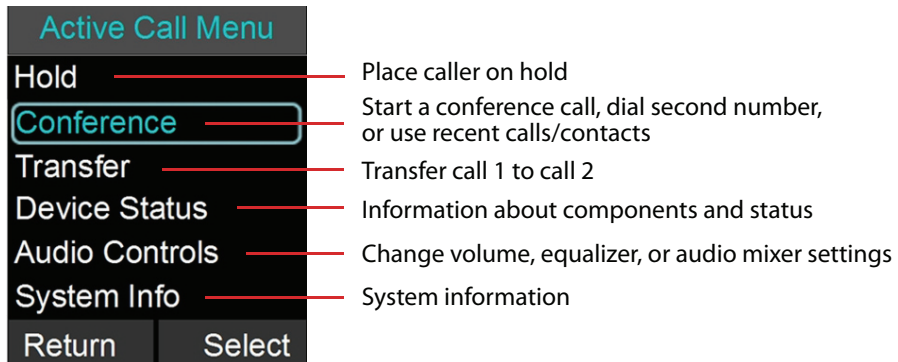 Active Call Menu
Hold
Place caller on hold
Conference
Start a conference call, dial second number,
or use recent calls/contacts
Transfer
Transfer call 1 to call 2
Device Status
Information about components and status
Audio Controls
Change volume, equalizer, or audio mixer settings
System Info
System information
Return
Select